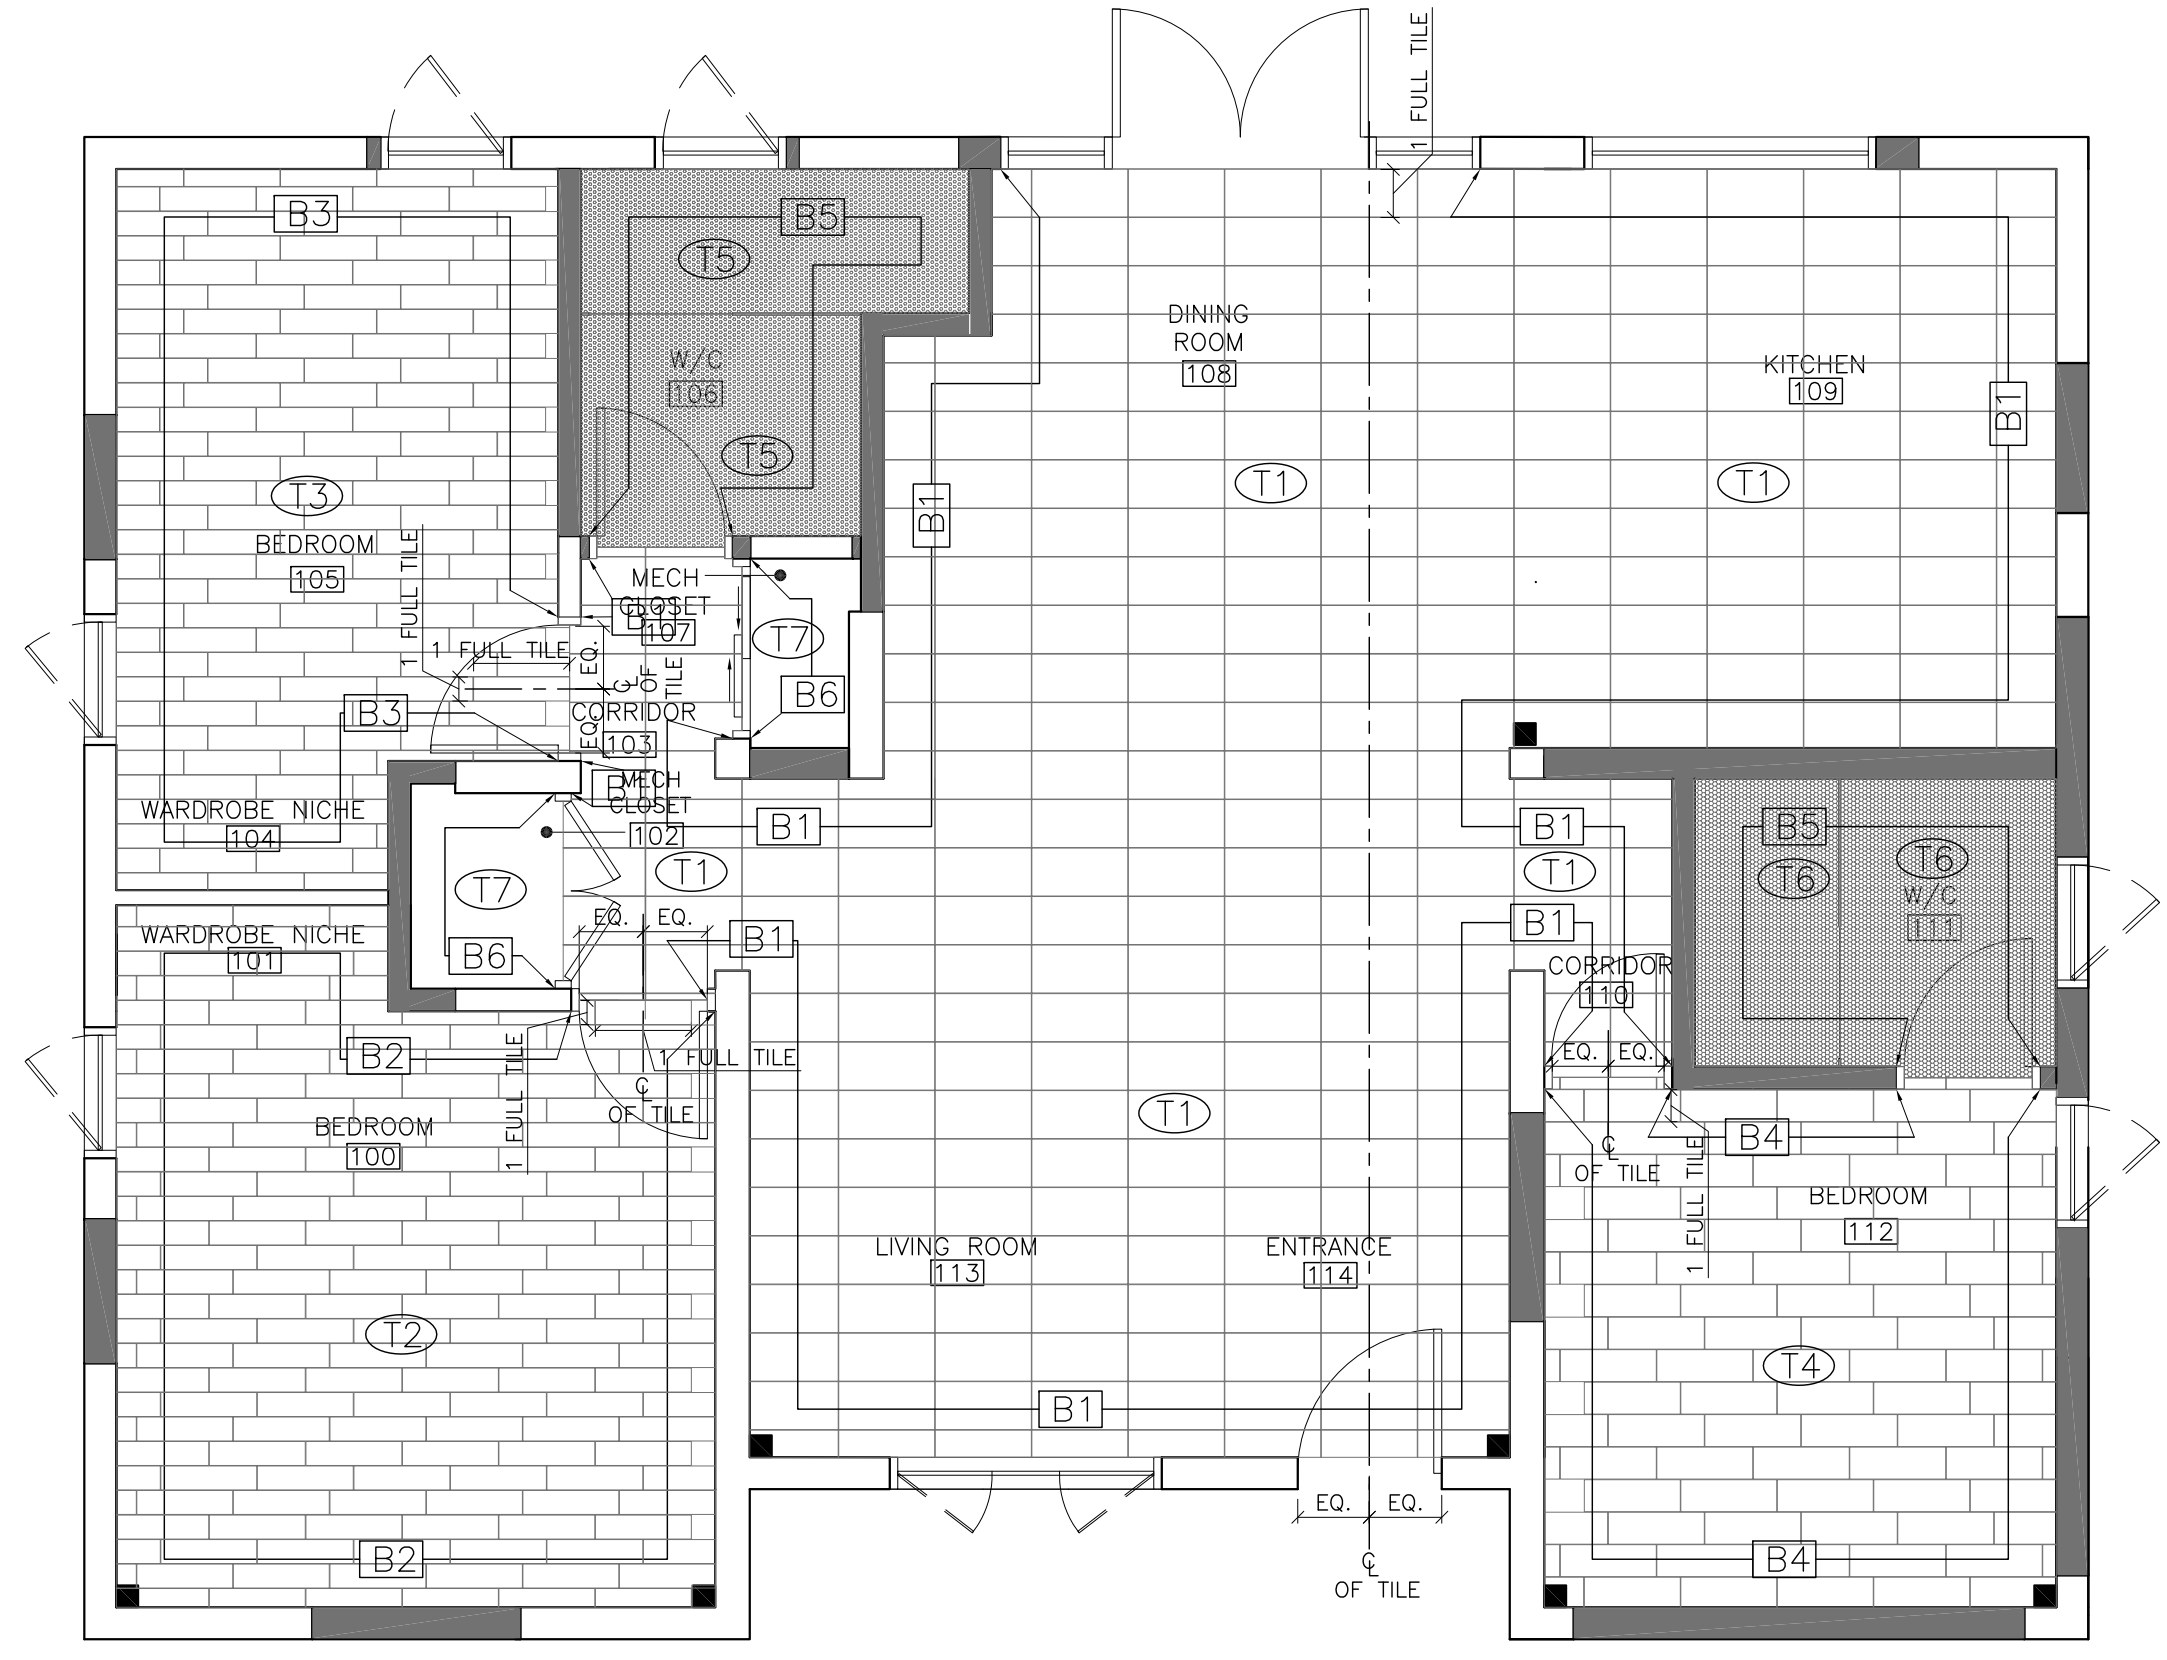 1 FULL TILE
1 FULL TILE
B3
B5
T5
DINING
ROOM
108
W/C
106
KITCHEN
109
B1
T5
T3
B1
T1
T1
BEDROOM
105
1 FULL TILE
MECH
CLOSET
B1
107
T7
1 FULL TILE
EQ.
℄
OF
TILE
B6
B3
CORRIDOR
103
EQ.
MECH
CLOSET
B1
102
WARDROBE NICHE
104
B1
B1
B5
T1
T1
T6
T6
W/C
111
T7
EQ.
EQ.
B1
B1
WARDROBE NICHE
101
B6
CORRIDOR
110
B2
1 FULL TILE
1 FULL TILE
EQ.
EQ.
℄
OF TILE
BEDROOM
100
T1
B4
℄
OF TILE
1 FULL TILE
BEDROOM
112
LIVING ROOM
113
ENTRANCE
114
T2
T4
B1
EQ.
EQ.
B2
℄
OF TILE
B4